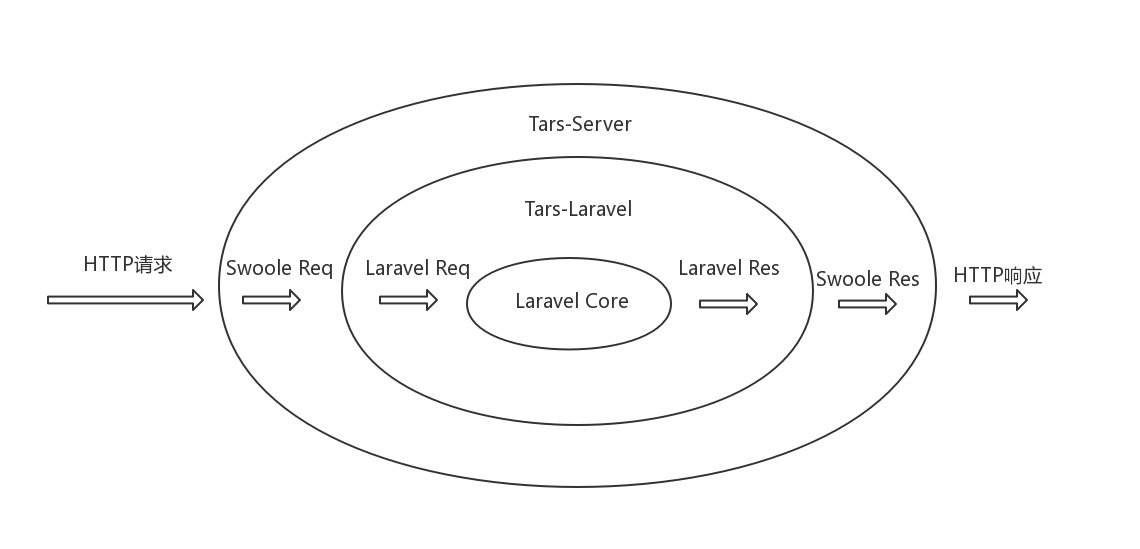 Tars-Server
Tars-Laravel
HTTP请求
Swoole Req
Laravel Req
Laravel Core
Laravel Res
Swoole Res
HTTP响应